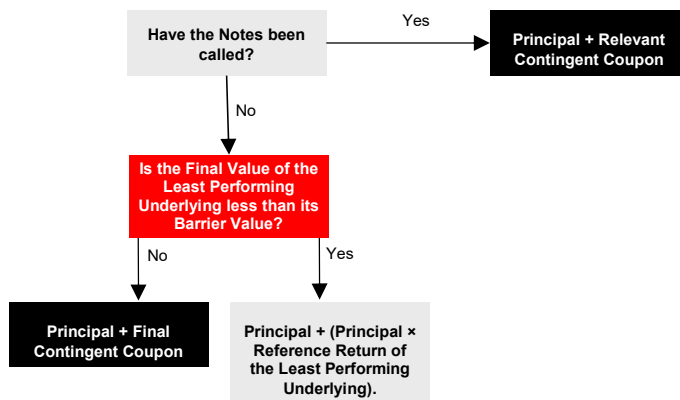 Have the Notes been
called?
Yes
Principal + Relevant
Contingent Coupon
No
Is the Final Value of the
Least Performing
Underlying less than its
Barrier Value?
No
Yes
Principal + Final
Contingent Coupon
Principal + (Principal ×
Reference Return of
the Least Performing
Underlying).